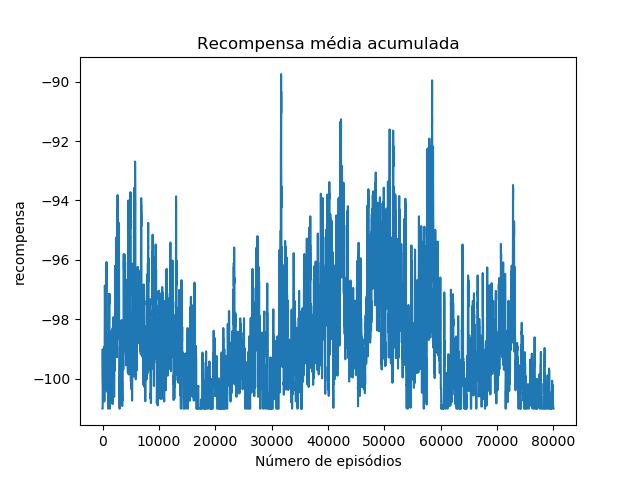 Recompensa média acumulada
−90
−92
−94
−96
−98
−100
recompensa
0 10000 20000 30000 40000 50000 60000 70000 80000
Número de episódios